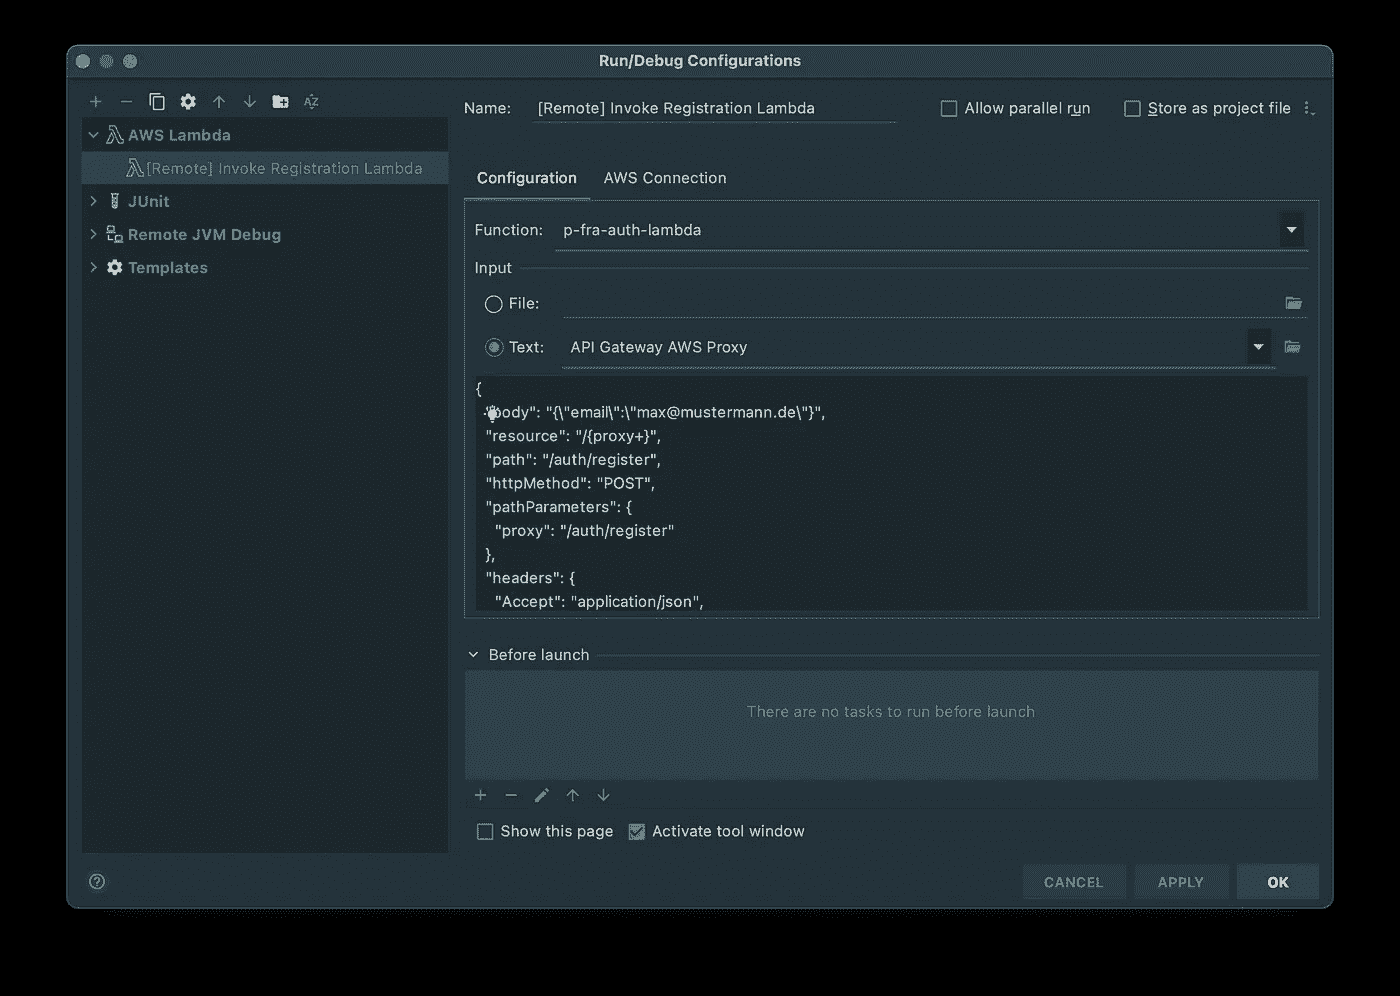 Run/Debug Configurations
Name: [Remote] Invoke Registration Lambda Allow parallel run Store as project file
AWS Lambda
[Remote] Invoke Registration Lambda
JUnit
Remote JVM Debug
Templates
Configuration AWS Connection
Function: p-fra-auth-lambda
Input
File:
Text: API Gateway AWS Proxy
{
body": "{\"email\":\"max@mustermann.de\"}",
"resource": "/{proxy+}",
"path": "/auth/register",
"httpMethod": "POST",
"pathParameters": {
"proxy": "/auth/register"
},
"headers": {
"Accept": "application/json",
Before launch
There are no tasks to run before launch
Show this page Activate tool window
CANCEL APPLY OK